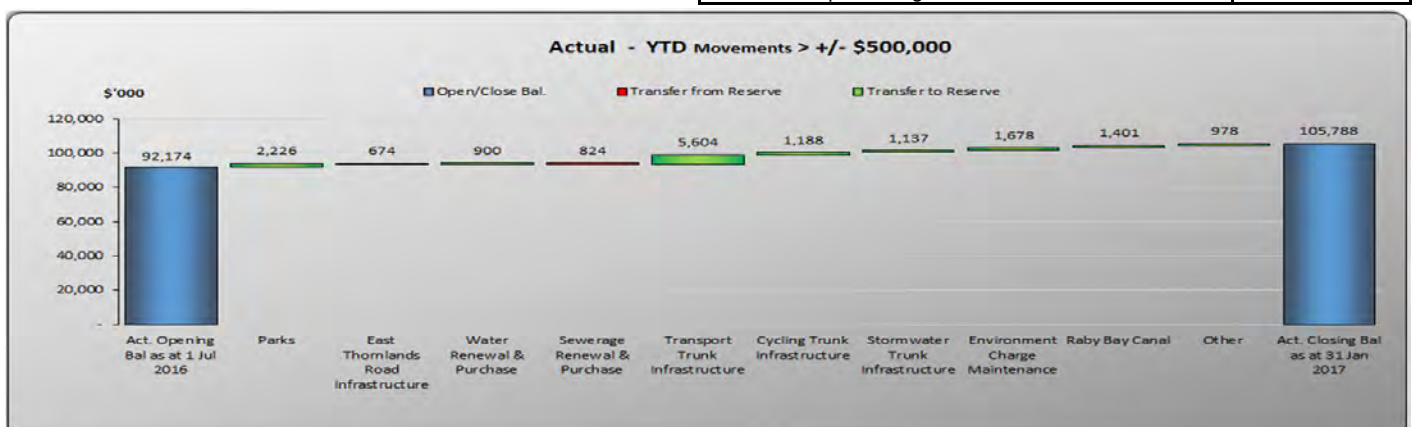 Actual - YTD Movements > +/- $500,000
$'000
Open/Close Bal. Transfer from Reserve Transfer to Reserve
120,000
100,000
80,000
60,000
40,000
20,000
-
92,174 2,226 674 900 824 5,604 1,188 1,137 1,678 1,401 978 105,788
Act. Opening Bal as at 1 Jul 2016
Parks
East Thornlands Road Infrastructure
Water Renewal & Purchase
Sewerage Renewal & Purchase
Transport Trunk Infrastructure
Cycling Trunk Infrastructure
Stormwater Trunk Infrastructure
Environment Charge Maintenance
Raby Bay Canal
Other
Act. Closing Bal as at 31 Jan 2017